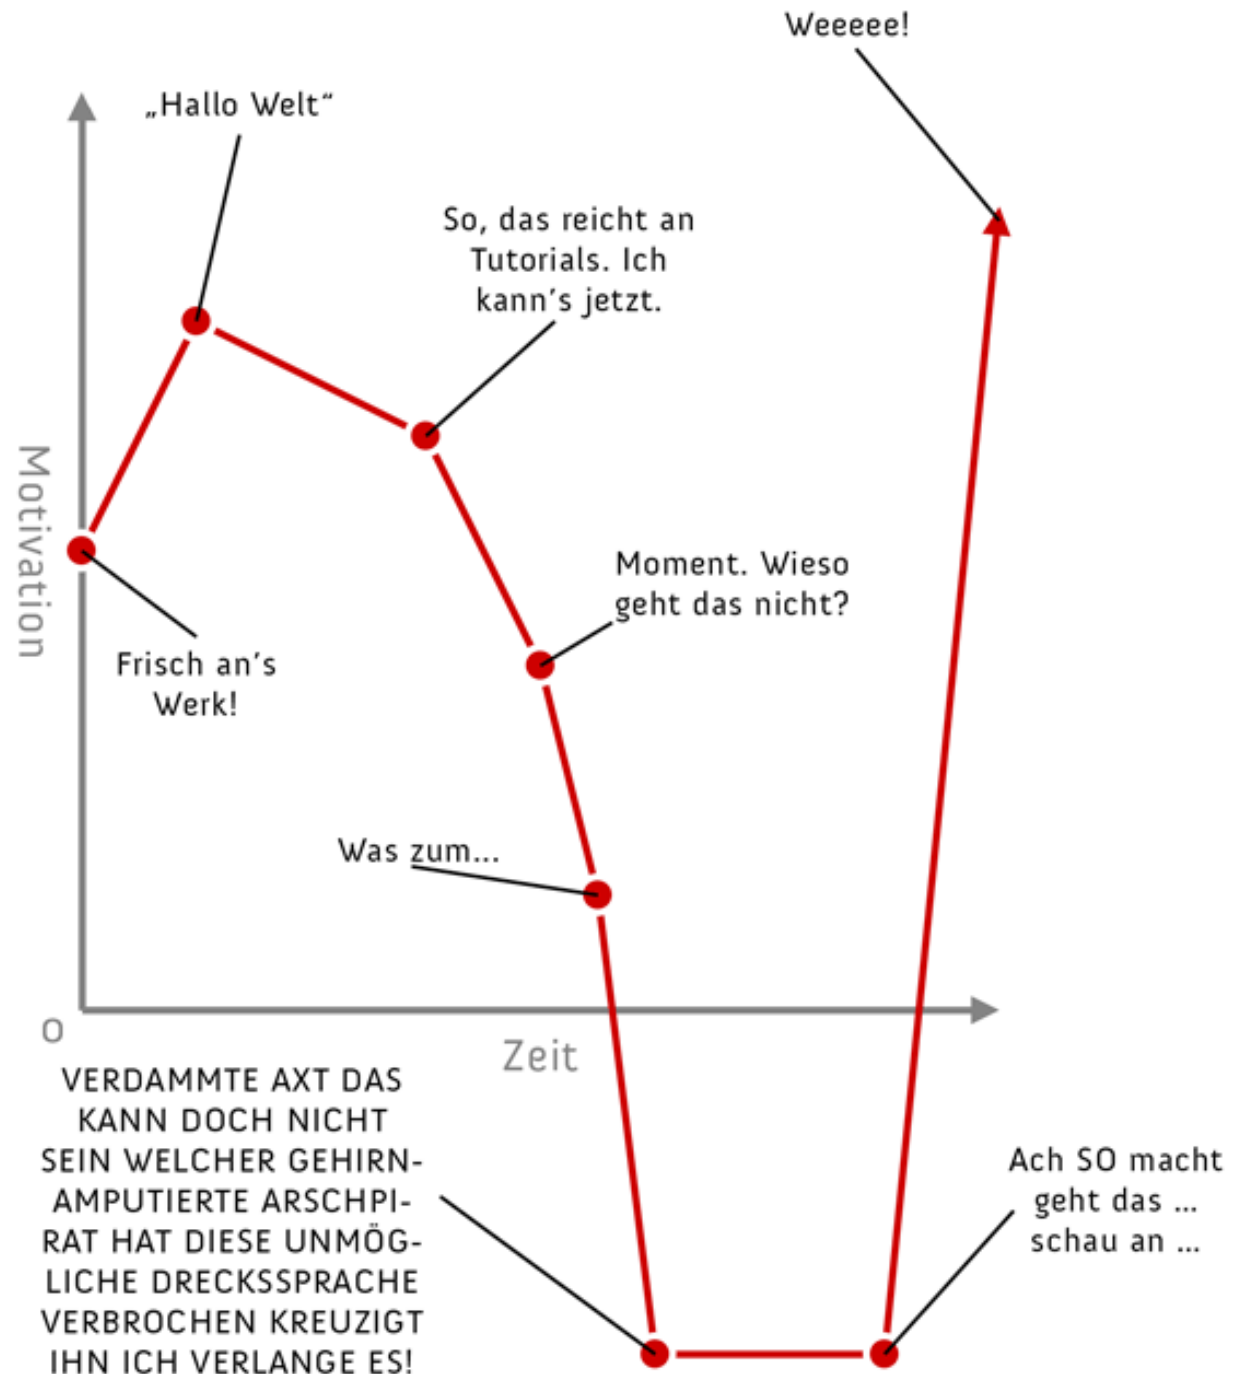 Weeeee!
„Hallo Welt“
So, das reicht an
Tutorials. Ich
kann's jetzt.
Motivation
Moment. Wieso
geht das nicht?
Frisch an's
Werk!
Was zum...
0
Zeit
VERDAMMTE AXT DAS
KANN DOCH NICHT
SEIN WELCHER GEHIRN-
AMPUTIERTE ARSCHPI-
RAT HAT DIESE UNMÖG-
LICHE DRECKSSPRACHE
VERBROCHEN KREUZIGT
IHN ICH VERLANGE ES!
Ach SO macht
geht das ...
schau an ...